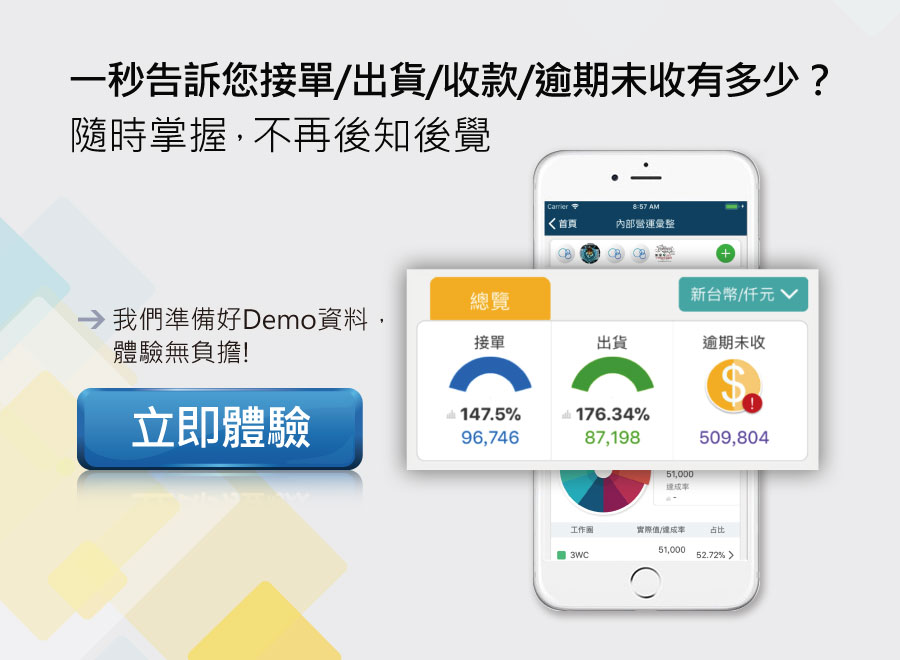 一秒告訴您接單/出貨/收款/逾期未收有多少？
隨時掌握，不再後知後覺
我們準備好Demo資料，
體驗無負擔!
立即體驗
Carrier 8:57 AM
首頁 內部營運彙整
總覽 新台幣/仟元
接單 出貨 逾期未收
147.5% 176.34%
96,746 87,198 509,804
51,000
達成率
-
工作圈 實際值/達成率 占比
3WC 51,000 52.72%